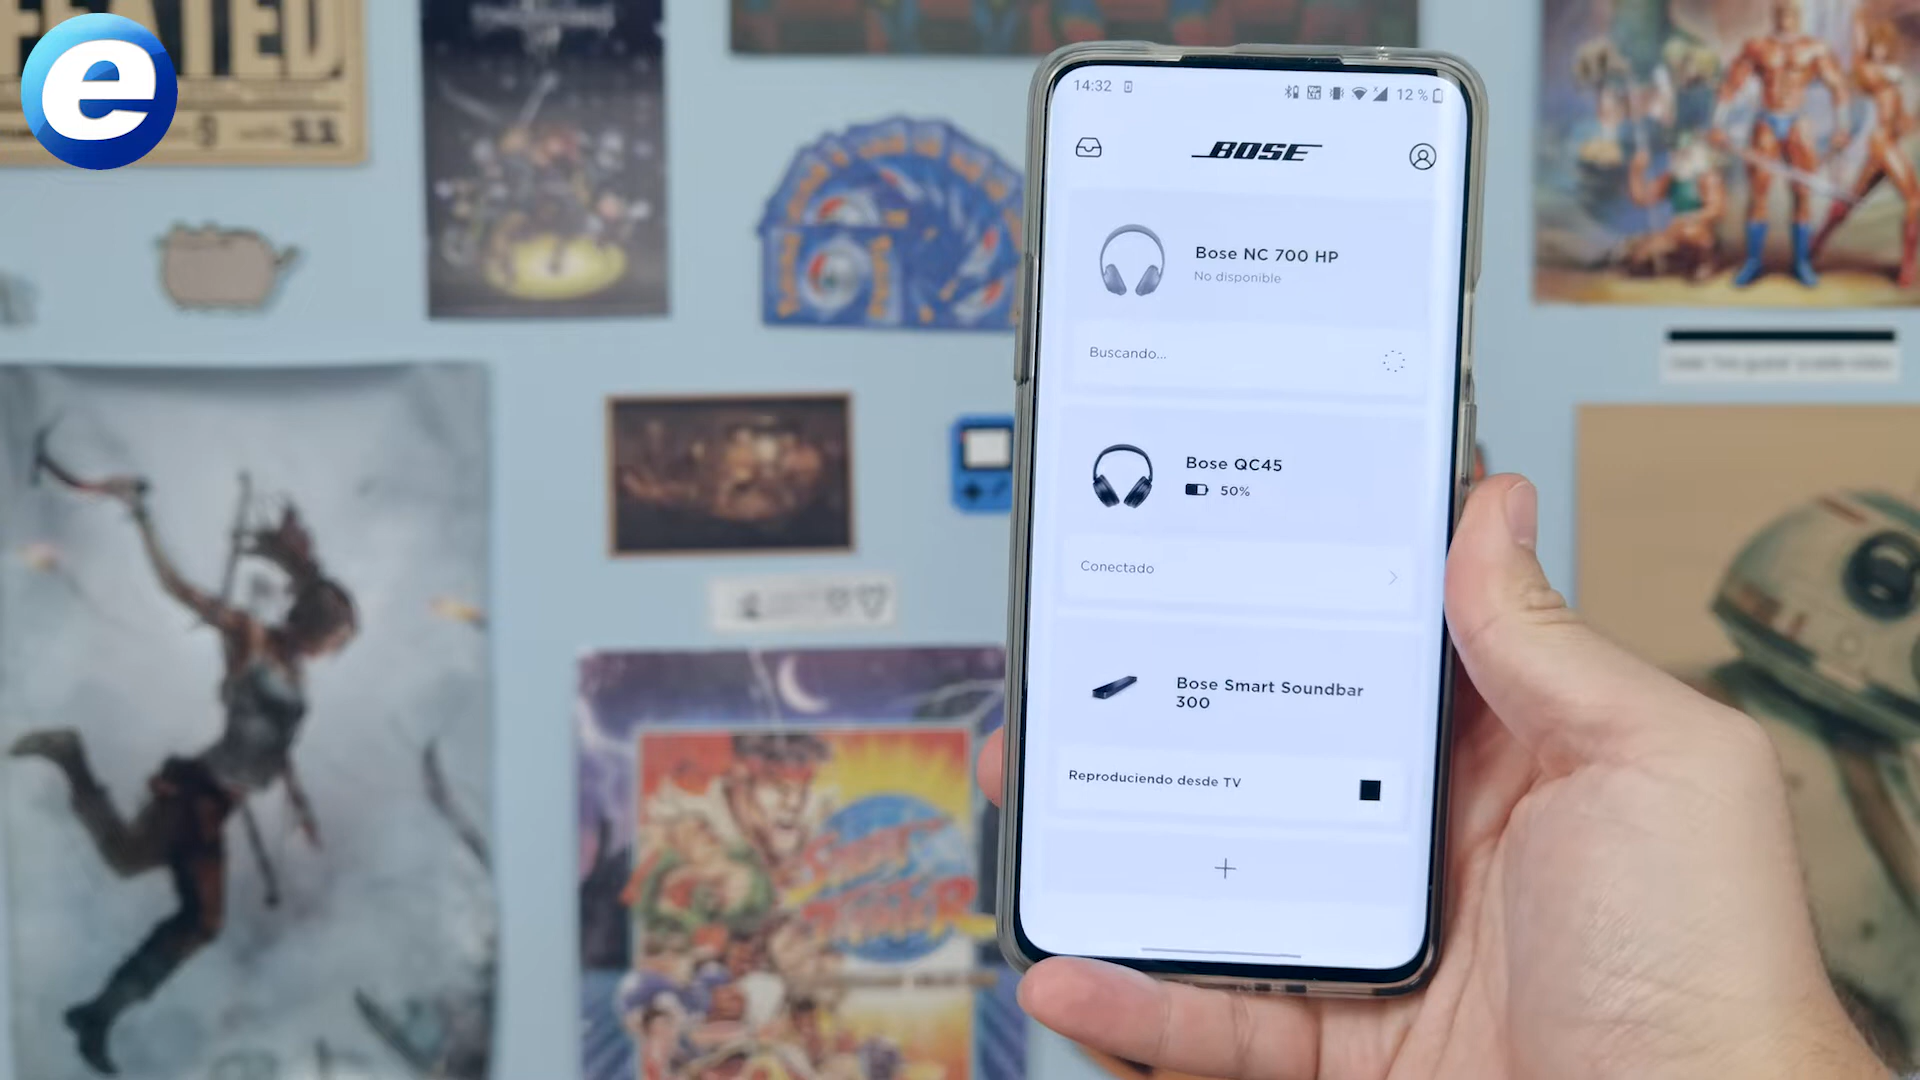 e
14:32
12 %
BOSE
Bose NC 700 HP
No disponible
Buscando...
Bose QC45
50%
Conectado
Bose Smart Soundbar
300
Reproduciendo desde TV